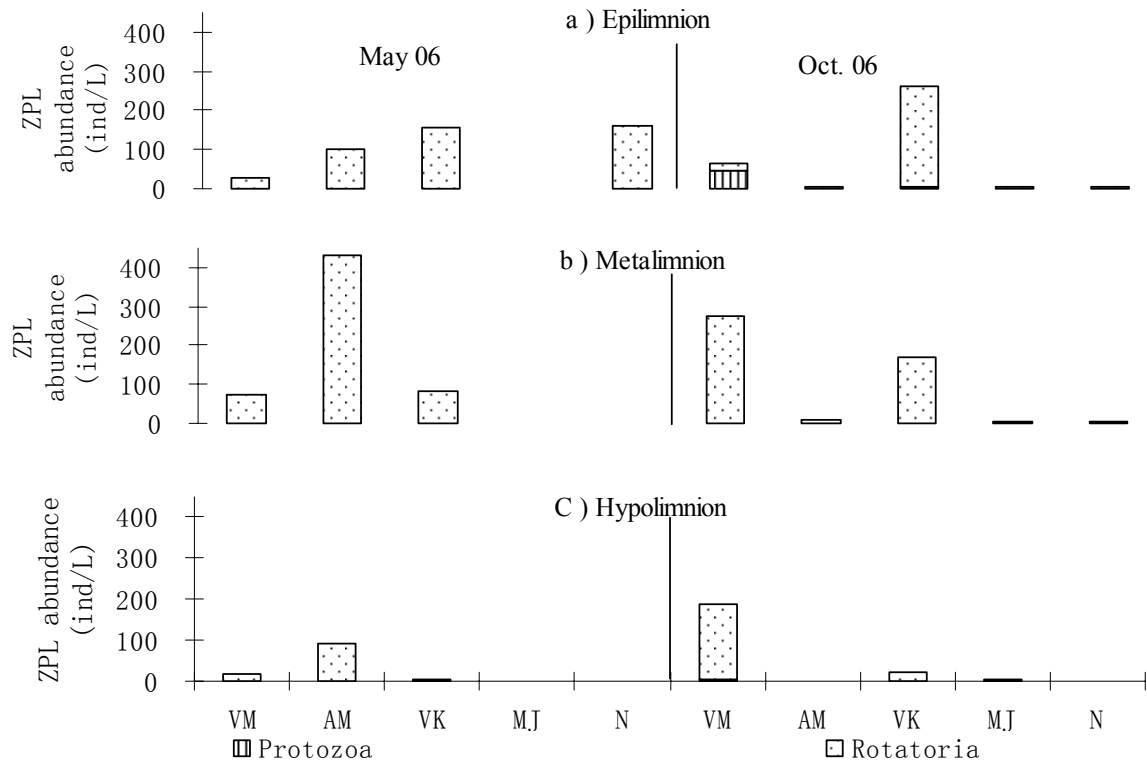 a ) Epilimnion
May 06
Oct. 06
ZPL
abundance
(ind/L)
400
300
200
100
0
b ) Metalimnion
ZPL
abundance
(ind/L)
400
300
200
100
0
C ) Hypolimnion
ZPL abundance
(ind/L)
400
300
200
100
0
VM AM VK MJ N VM AM VK MJ N
Protozoa Rotatoria